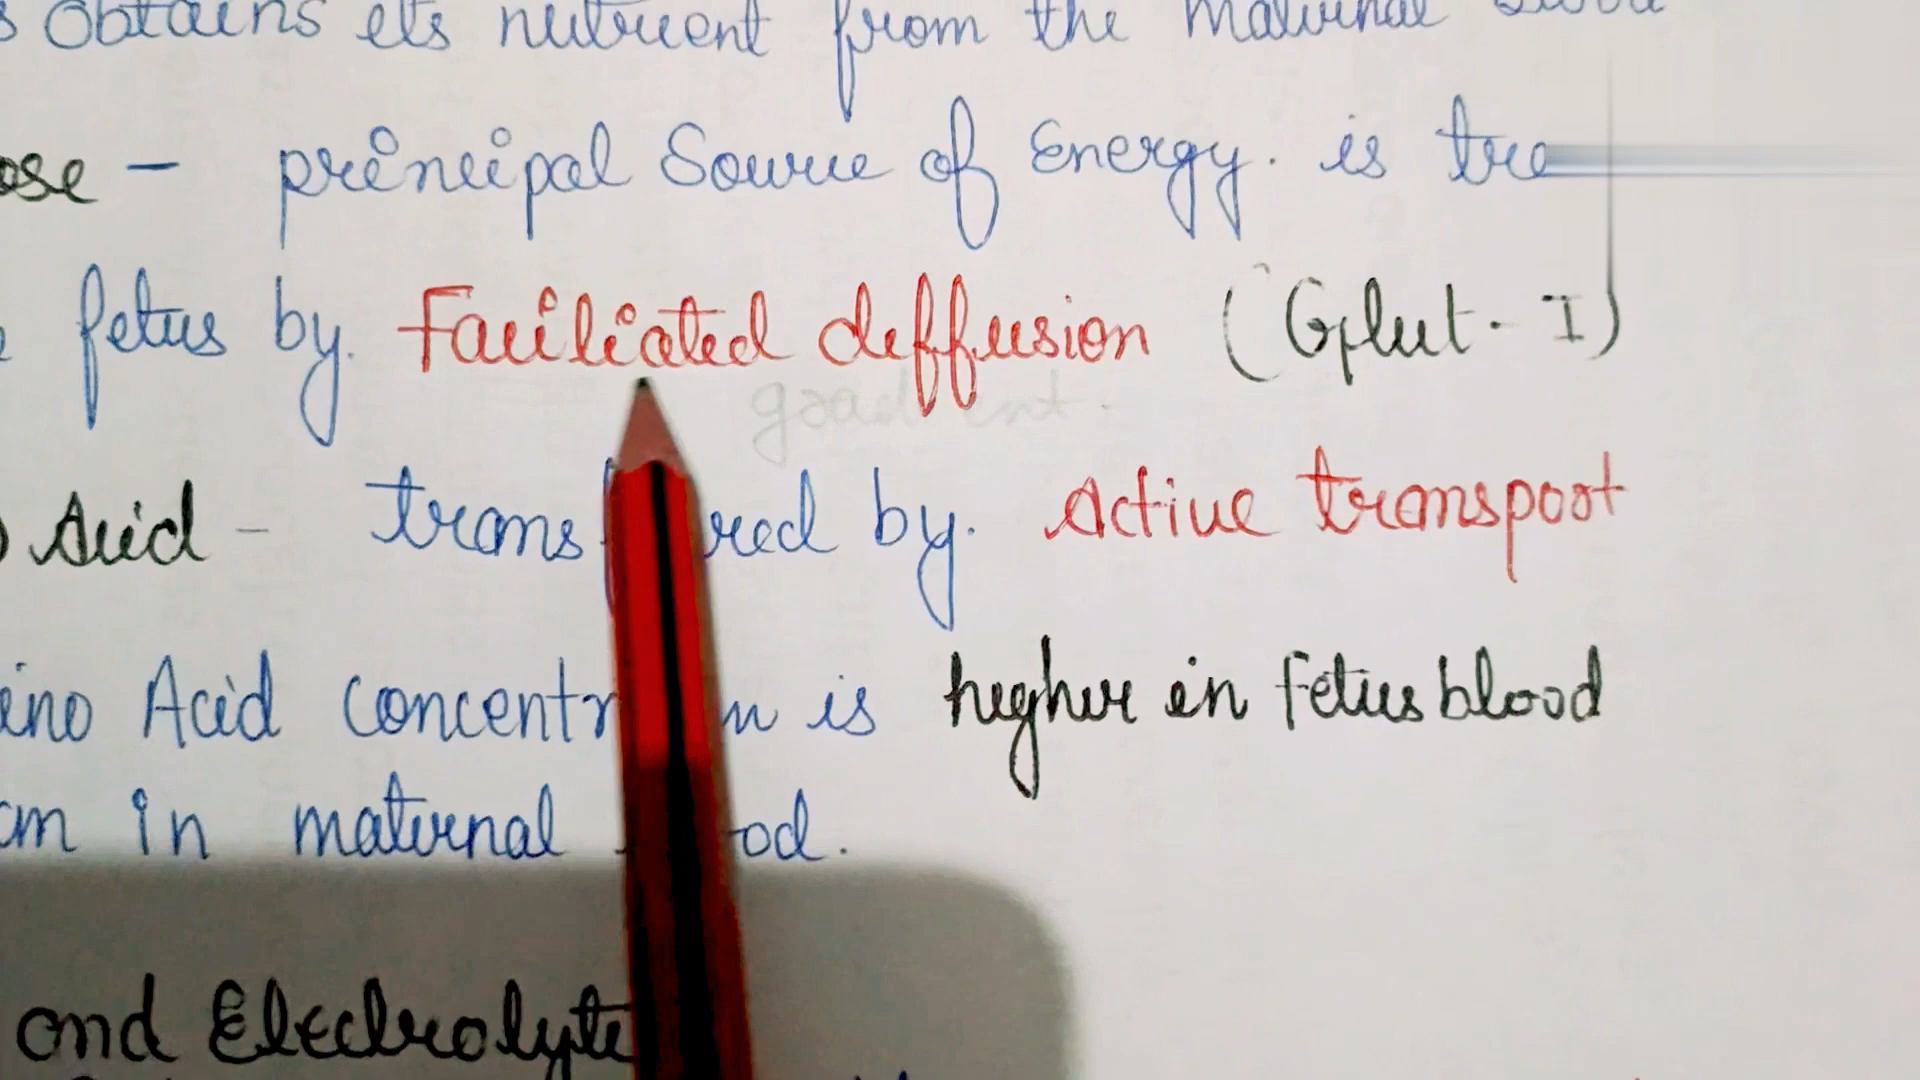 obtains its nutrient from the maternal
ose - principal Source of Energy. is tra
fetus by. Faciliated diffusion (Glut - I)
Acid - trans red by. Active transport
ino Acid concentr n is higher in fetus blood
an in maternal od.
and Electrolyte